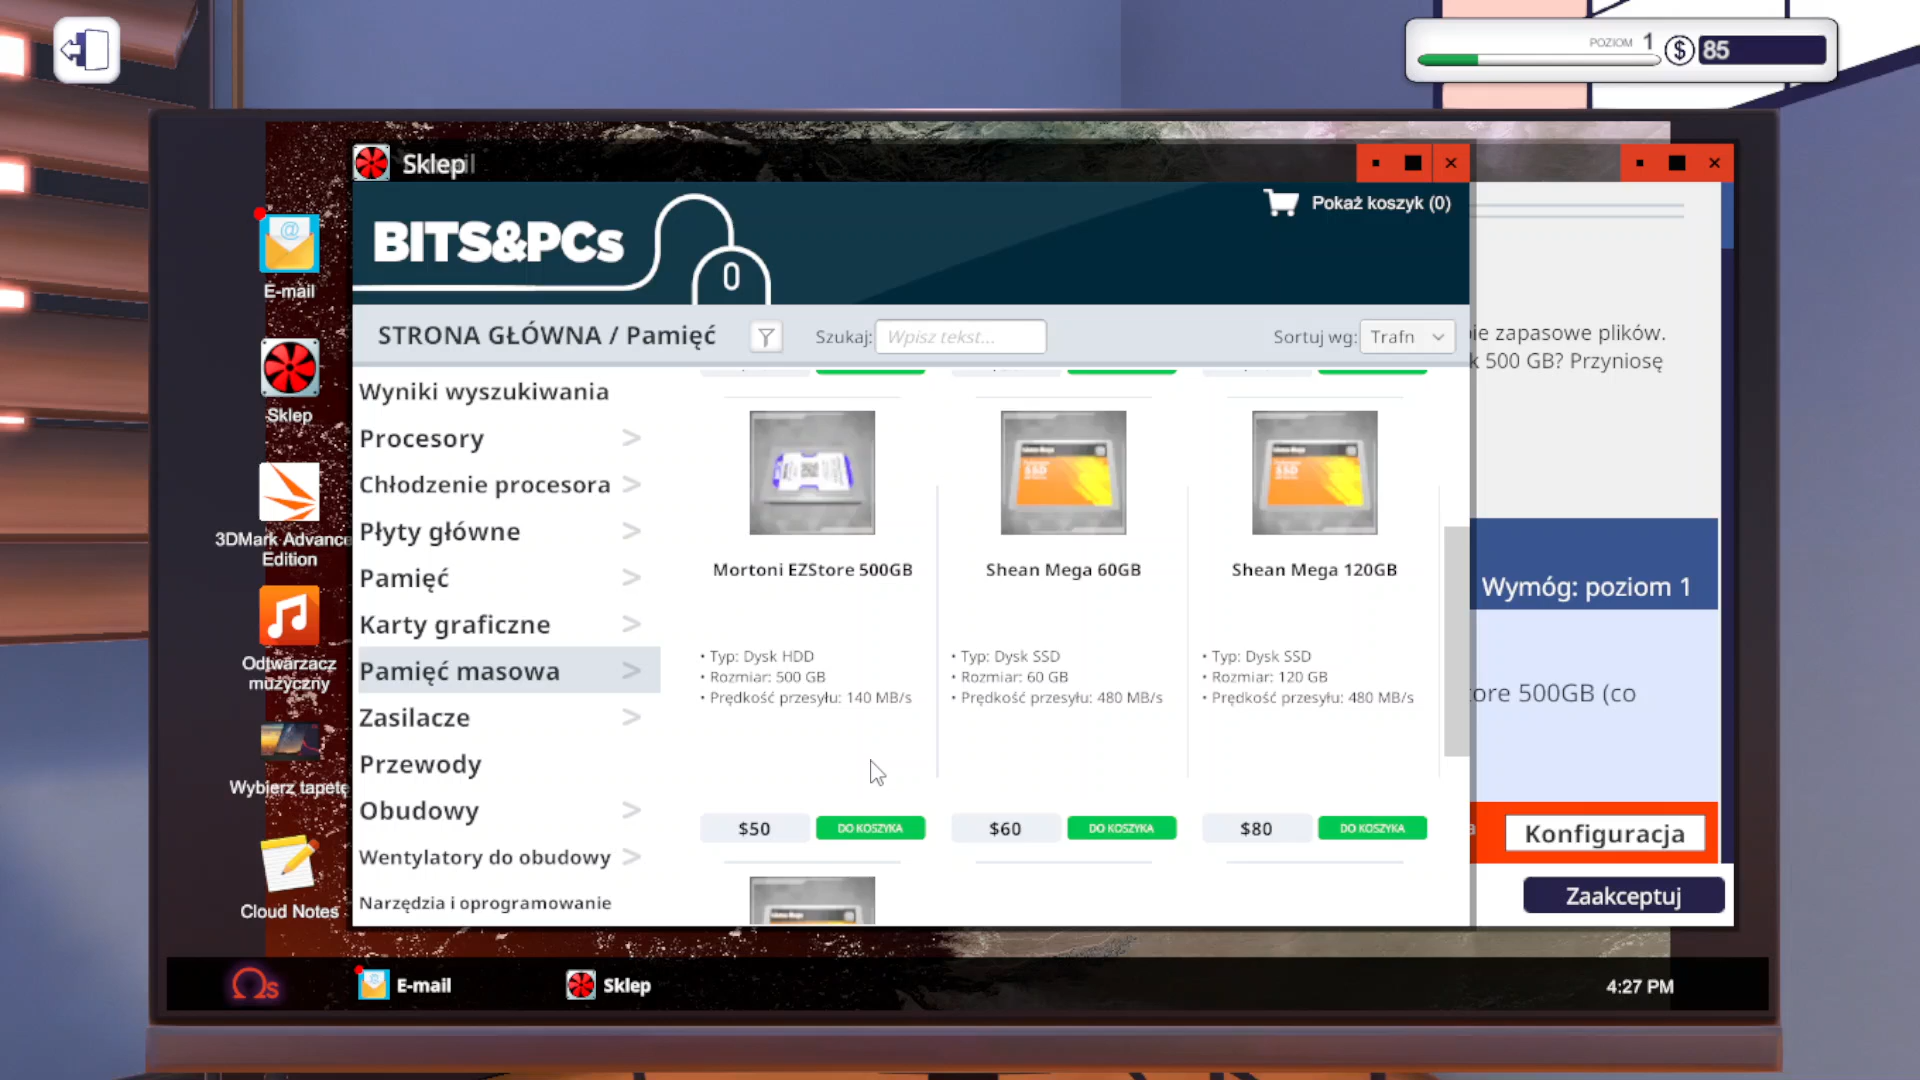 POZIOM 1
$ 85
Sklep
Pokaż koszyk (0)
BITS&PCs
STRONA GŁÓWNA / Pamięć
Szukaj:
Wpisz tekst...
Sortuj wg:
Trafn
E-mail
Sklep
3DMark Advance
Edition
Odtwarzacz
muzyczny
Wybierz tapetę
Cloud Notes
Wyniki wyszukiwania
Procesory >
Chłodzenie procesora >
Płyty główne >
Pamięć >
Karty graficzne >
Pamięć masowa >
Zasilacze >
Przewody
Obudowy >
Wentylatory do obudowy >
Narzędzia i oprogramowanie
Mortoni EZStore 500GB
• Typ: Dysk HDD
• Rozmiar: 500 GB
• Prędkość przesyłu: 140 MB/s
$50
DO KOSZYKA
Shean Mega 60GB
• Typ: Dysk SSD
• Rozmiar: 60 GB
• Prędkość przesyłu: 480 MB/s
$60
DO KOSZYKA
Shean Mega 120GB
• Typ: Dysk SSD
• Rozmiar: 120 GB
• Prędkość przesyłu: 480 MB/s
$80
DO KOSZYKA
zapasowe plików.
500 GB? Przyniosę
Wymóg: poziom 1
500GB (co
Konfiguracja
Zaakceptuj
Ωs
E-mail
Sklep
4:27 PM